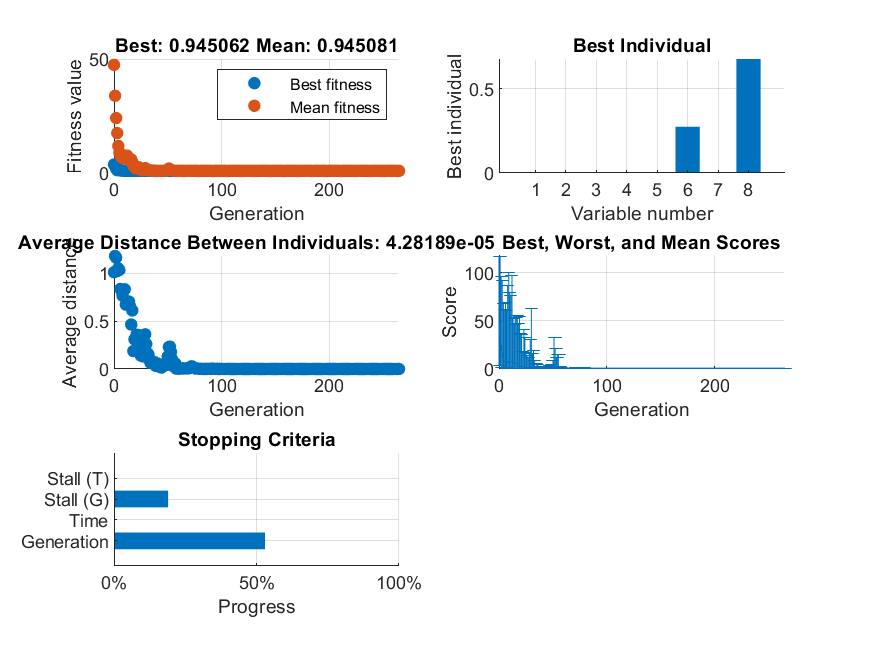 Best: 0.945062 Mean: 0.945081
Fitness value
50
0
Best fitness
Mean fitness
0 100 200
Generation
Best Individual
Best individual
0.5
0
1 2 3 4 5 6 7 8
Variable number
Average Distance Between Individuals: 4.28189e-05
Average distance
1
0.5
0
0 100 200
Generation
Best, Worst, and Mean Scores
Score
100
50
0
0 100 200
Generation
Stopping Criteria
Stall (T)
Stall (G)
Time
Generation
0% 50% 100%
Progress